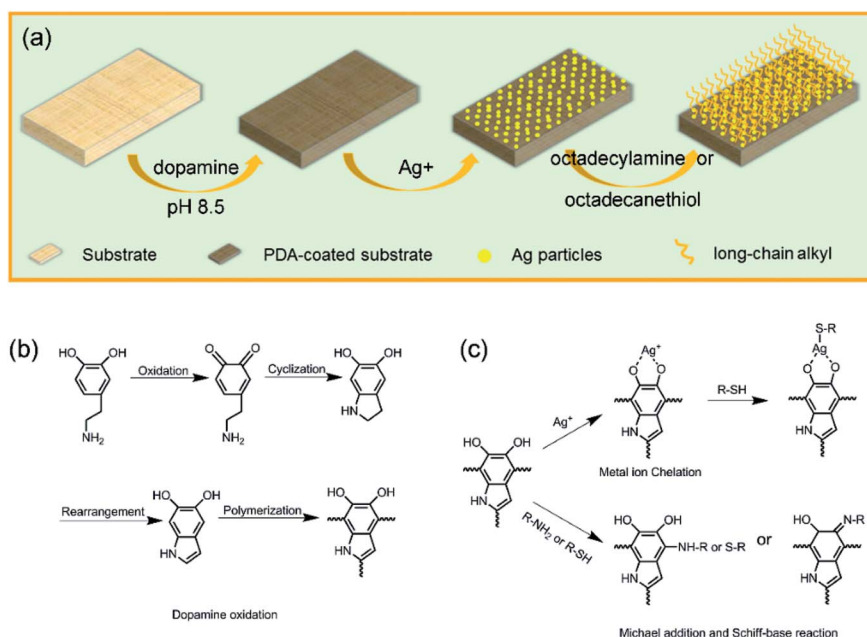 (a)
dopamine
pH 8.5
Ag+
octadecylamine or
octadecanethiol
Substrate
PDA-coated substrate
Ag particles
long-chain alkyl
(b)
HO OH
Oxidation
O O
Cyclization
HO OH
NH2
NH2
HN
Rearrangement
HO OH
Polymerization
HO OH
HN
HN
Dopamine oxidation
(c)
HO OH
HN
Ag+
Ag+
O O
HN
Metal ion Chelation
R-SH
S-R
Ag
O O
HN
R-NH2 or R-SH
HO OH
NH-R or S-R
HN
or
HO N-R
HN
Michael addition and Schiff-base reaction